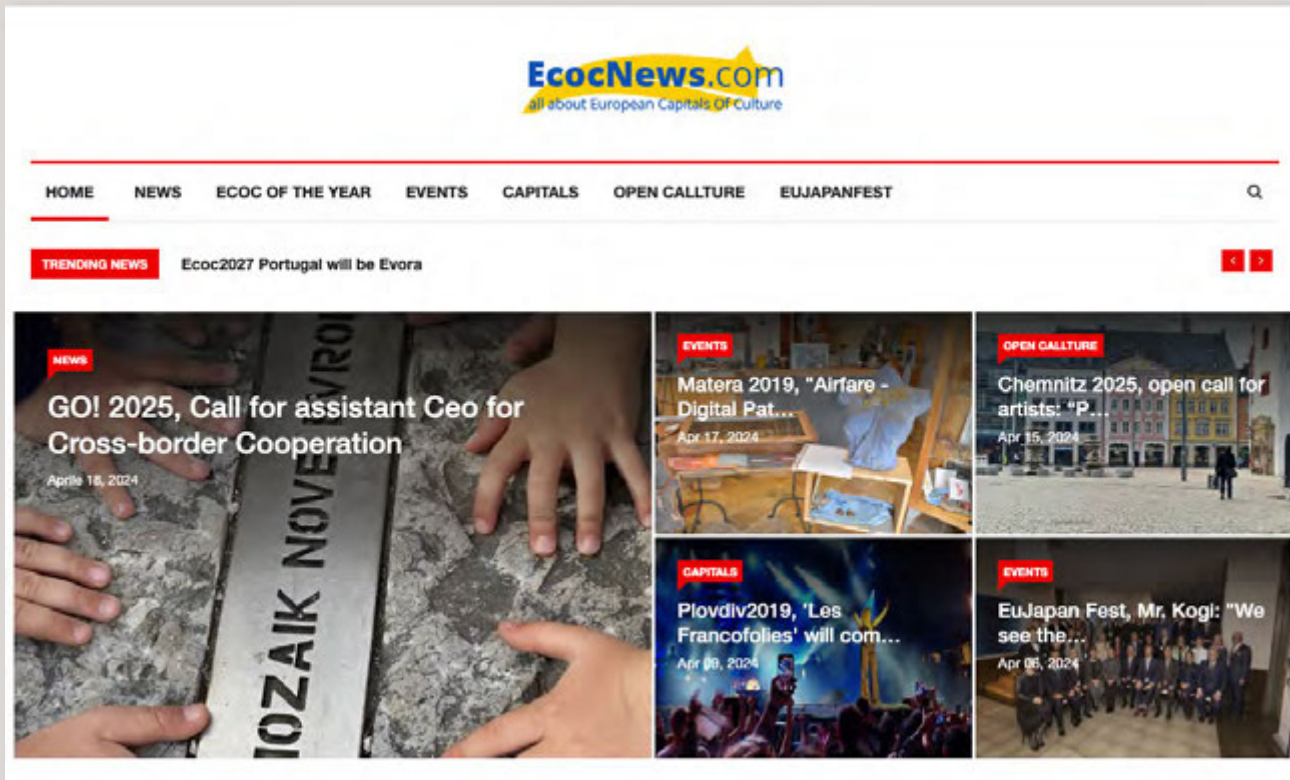 EcocNews.com
all about European Capitals Of Culture
HOME NEWS ECOC OF THE YEAR EVENTS CAPITALS OPEN CALLTURE EUJAPANFEST
TRENDING NEWS Ecoc2027 Portugal will be Evora
NEWS
GO! 2025, Call for assistant Ceo for
Cross-border Cooperation
Aprile 18, 2024
MOZAIK NOVE EVRO
EVENTS
Matera 2019, "Airfare -
Digital Pat...
Apr 17, 2024
OPEN CALLTURE
Chemnitz 2025, open call for
artists: "P...
Apr 15, 2024
CAPITALS
Plovdiv2019, 'Les
Francofolies' will com...
Apr 09, 2024
EVENTS
EuJapan Fest, Mr. Kogi: "We
see the...
Apr 06, 2024